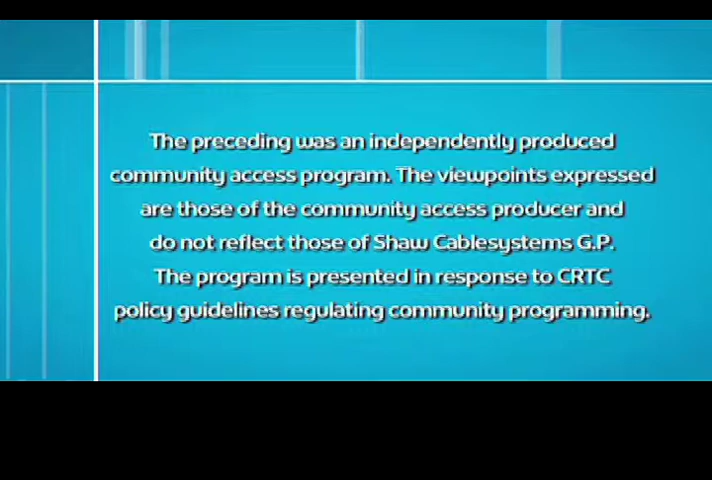 The preceding was an independently produced
community access program. The viewpoints expressed
are those of the community access producer and
do not reflect those of Shaw Cablesystems G.P.
The program is presented in response to CRTC
policy guidelines regulating community programming.